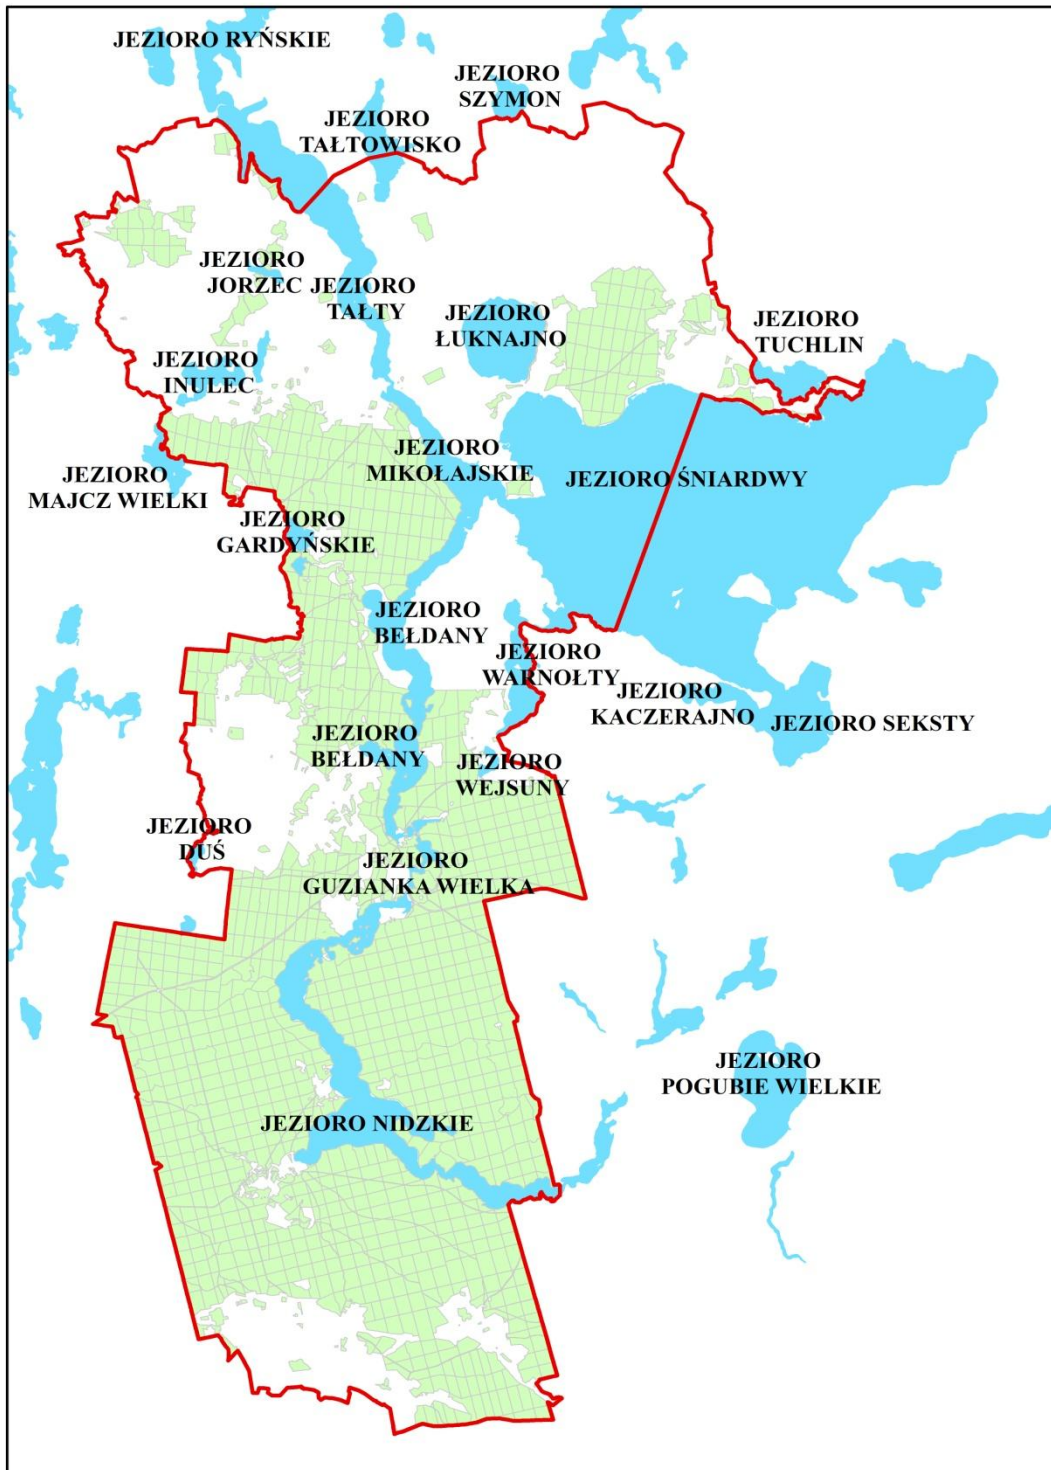 JEZIORO RYŃSKIE
JEZIORO
SZYMON
JEZIORO
TAŁTOWISKO
JEZIORO
JORZEC
JEZIORO
TAŁTY
JEZIORO
ŁUKNAJNO
JEZIORO
TUCHLIN
JEZIORO
INULEC
JEZIORO
MIKOŁAJSKIE
JEZIORO ŚNIARDWY
JEZIORO
MAJCZ WIELKI
JEZIORO
GARDYŃSKIE
JEZIORO
BEŁDANY
JEZIORO
WARNOŁTY
JEZIORO
KACZERAJNO
JEZIORO SEKSTY
JEZIORO
BEŁDANY
JEZIORO
WEJSUNY
JEZIORO
DUŚ
JEZIORO
GUZIANKA WIELKA
JEZIORO
POGUBIE WIELKIE
JEZIORO NIDZKIE